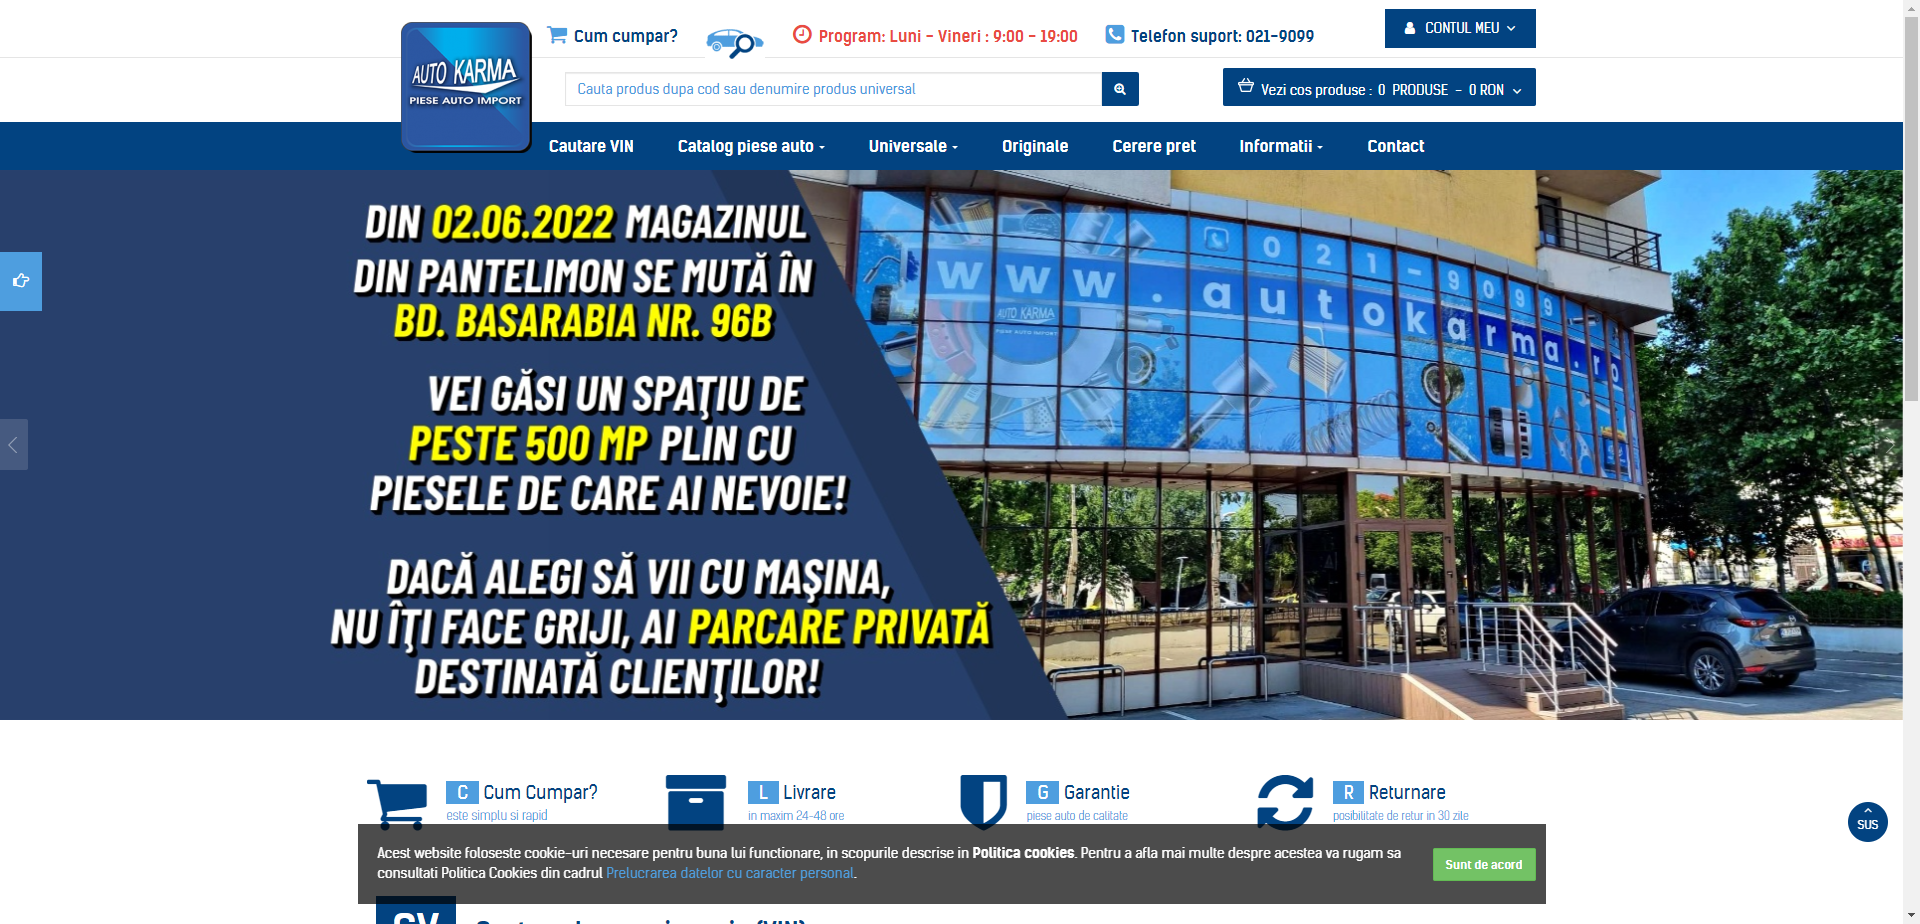 Cum cumpar?
Program: Luni - Vineri : 9:00 - 19:00
Telefon suport: 021-9099
CONTUL MEU
AUTO KARMA
PIESE AUTO IMPORT
Cauta produs dupa cod sau denumire produs universal
Vezi cos produse : 0 PRODUSE - 0 RON
Cautare VIN
Catalog piese auto
Universale
Originale
Cerere pret
Informatii
Contact
DIN 02.06.2022 MAGAZINUL
DIN PANTELIMON SE MUTĂ ÎN
BD. BASARABIA NR. 96B
VEI GĂSI UN SPAŢIU DE
PESTE 500 MP PLIN CU
PIESELE DE CARE AI NEVOIE!
DACĂ ALEGI SĂ VII CU MAŞINA,
NU ÎŢI FACE GRIJI, AI PARCARE PRIVATĂ
DESTINATĂ CLIENŢILOR!
021-9099
www.autokarma.ro
AUTO KARMA
PIESE AUTO IMPORT
C Cum Cumpar?
este simplu si rapid
L Livrare
in maxim 24-48 ore
G Garantie
piese auto de calitate
R Returnare
posibilitate de retur in 30 zile
SUS
Acest website foloseste cookie-uri necesare pentru buna lui functionare, in scopurile descrise in Politica cookies. Pentru a afla mai multe despre acestea va rugam sa
consultati Politica Cookies din cadrul Prelucrarea datelor cu caracter personal.
Sunt de acord